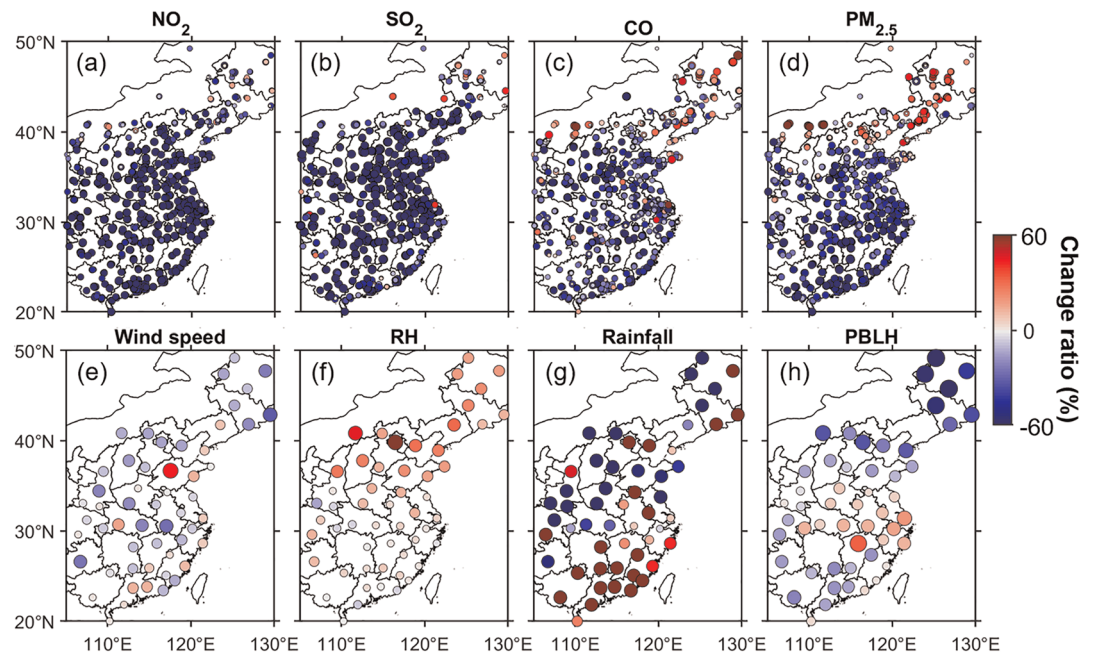 NO2 SO2 CO PM2.5
50°N
(a) (b) (c) (d)
40°N
30°N
20°N
Wind speed RH Rainfall PBLH
50°N
(e) (f) (g) (h)
40°N
30°N
20°N
110°E 120°E 130°E 110°E 120°E 130°E 110°E 120°E 130°E 110°E 120°E 130°E
60
0
-60
Change ratio (%)